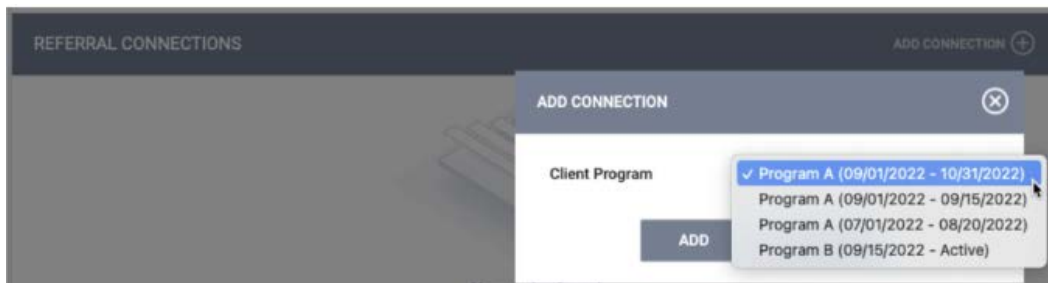 REFERRAL CONNECTIONS
ADD CONNECTION
ADD CONNECTION
Client Program
Program A (09/01/2022 - 10/31/2022)
Program A (09/01/2022 - 09/15/2022)
Program A (07/01/2022 - 08/20/2022)
Program B (09/15/2022 - Active)
ADD